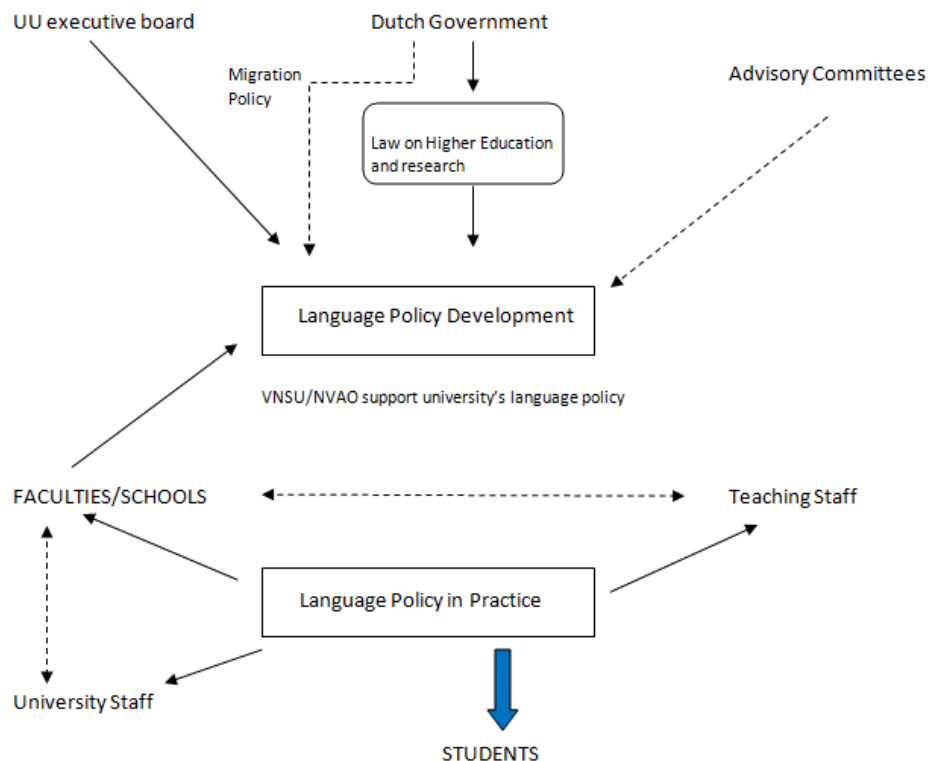 UU executive board
Dutch Government
Migration
Policy
Advisory Committees
Law on Higher Education
and research
Language Policy Development
VNSU/NVAO support university's language policy
FACULTIES/SCHOOLS
Teaching Staff
Language Policy in Practice
University Staff
STUDENTS